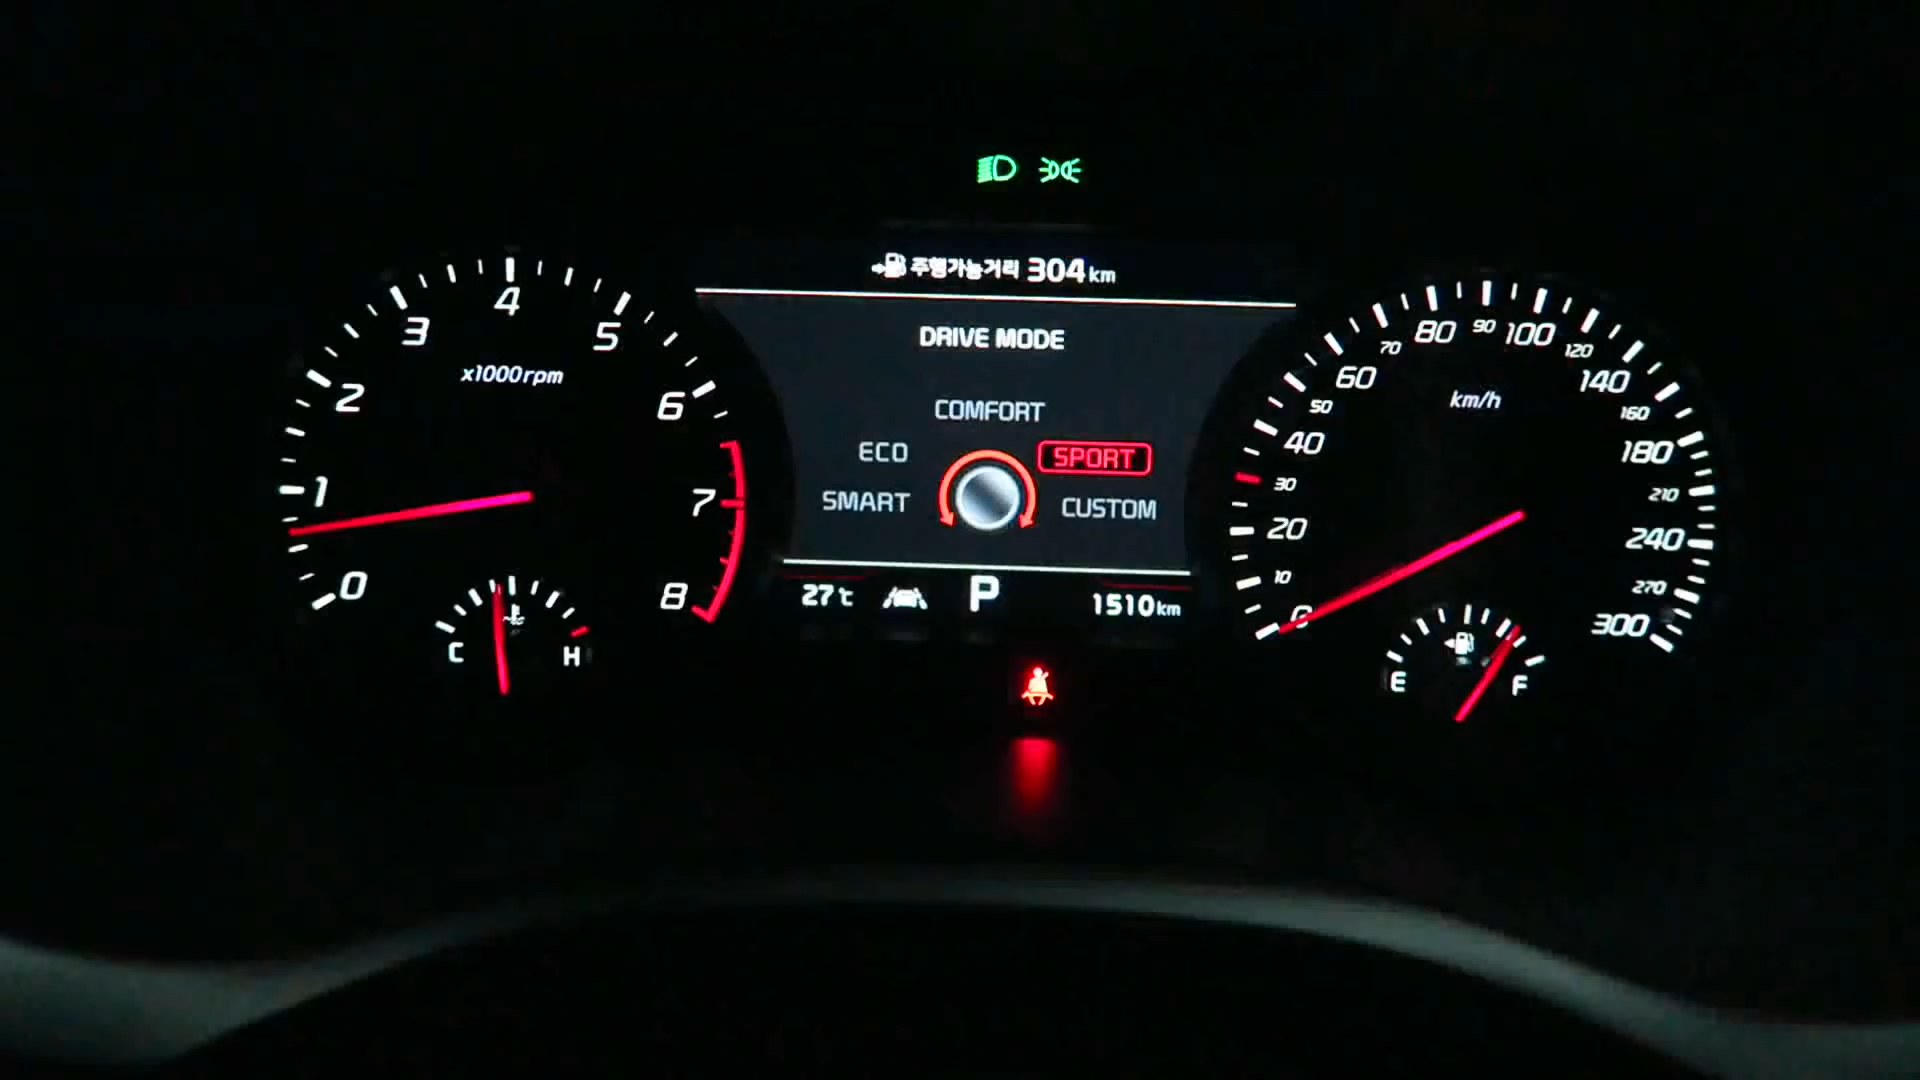 주행가능거리 304km
DRIVE MODE
COMFORT
ECO
SPORT
SMART
CUSTOM
27℃
P
1510km
0
1
2
3
4
5
6
7
8
x1000rpm
C
H
0
10
20
30
40
50
60
70
80
90
100
120
140
160
180
210
240
270
300
km/h
E
F